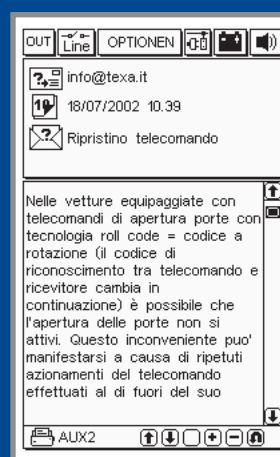 OUT Line OPTIONEN
info@texa.it
19 18/07/2002 10.39
Ripristino telecomando
Nelle vetture equipaggiate con
telecomandi di apertura porte con
tecnologia roll code = codice a
rotazione (il codice di
riconoscimento tra telecomando e
ricevitore cambia in
continuazione) è possibile che
l'apertura delle porte non si
attivi. Questo inconveniente puo'
manifestarsi a causa di ripetuti
azionamenti del telecomando
effettuati al di fuori del suo
AUX2